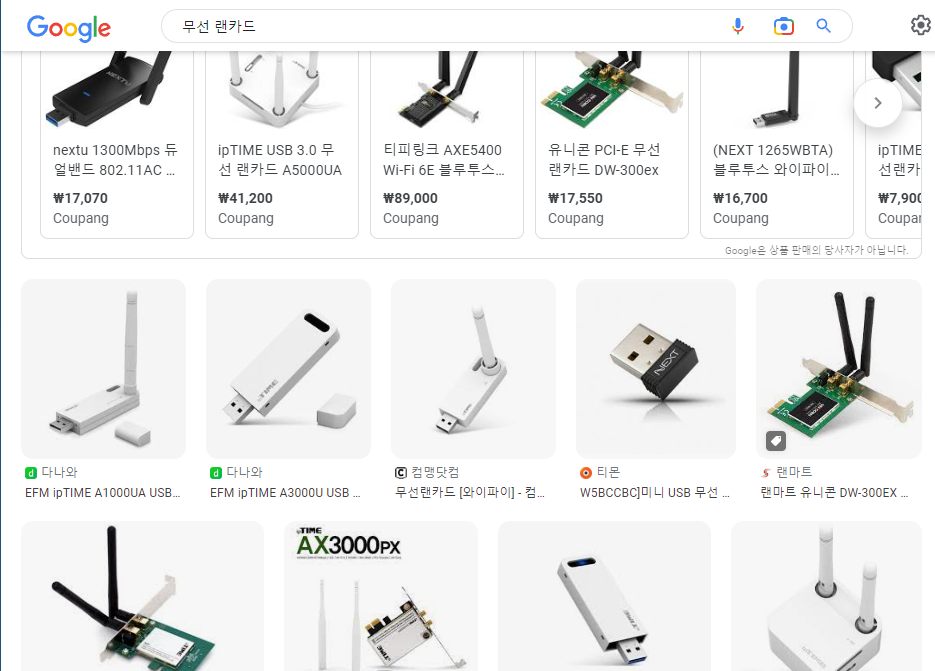 Google
무선 랜카드
nextu 1300Mbps 듀
얼밴드 802.11AC ...
₩17,070
Coupang
ipTIME USB 3.0 무
선 랜카드 A5000UA
₩41,200
Coupang
티피링크 AXE5400
Wi-Fi 6E 블루투스...
₩89,000
Coupang
유니콘 PCI-E 무선
랜카드 DW-300ex
₩17,550
Coupang
(NEXT 1265WBTA)
블루투스 와이파이...
₩16,700
Coupang
ipTIM
선랜카
₩7,900
Coupan
Google은 상품 판매의 당사자가 아닙니다.
다나와
EFM ipTIME A1000UA USB...
다나와
EFM ipTIME A3000U USB ...
컴맹닷컴
무선랜카드 [와이파이] - 컴...
NEXT
티몬
W5BCCBC]미니 USB 무선 ...
랜마트
랜마트 유니콘 DW-300EX ...
ipTIME
AX3000PX